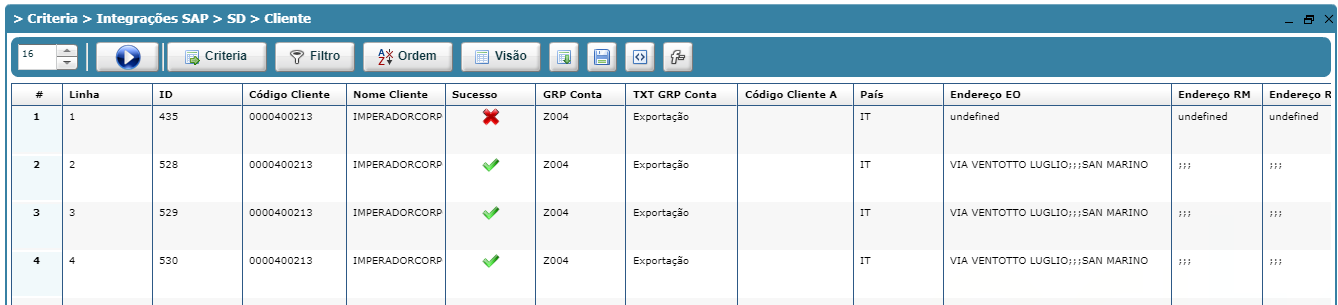 > Criteria > Integrações SAP > SD > Cliente
16 Criteria Filtro Ordem Visão
# Linha ID Código Cliente Nome Cliente Sucesso GRP Conta TXT GRP Conta Código Cliente A País Endereço EO Endereço RM Endereço R
1 1 435 0000400213 IMPERADORCORP Z004 Exportação IT undefined undefined undefined
2 2 528 0000400213 IMPERADORCORP Z004 Exportação IT VIA VENTOTTO LUGLIO;;;SAN MARINO ;;; ;;;
3 3 529 0000400213 IMPERADORCORP Z004 Exportação IT VIA VENTOTTO LUGLIO;;;SAN MARINO ;;; ;;;
4 4 530 0000400213 IMPERADORCORP Z004 Exportação IT VIA VENTOTTO LUGLIO;;;SAN MARINO ;;; ;;;